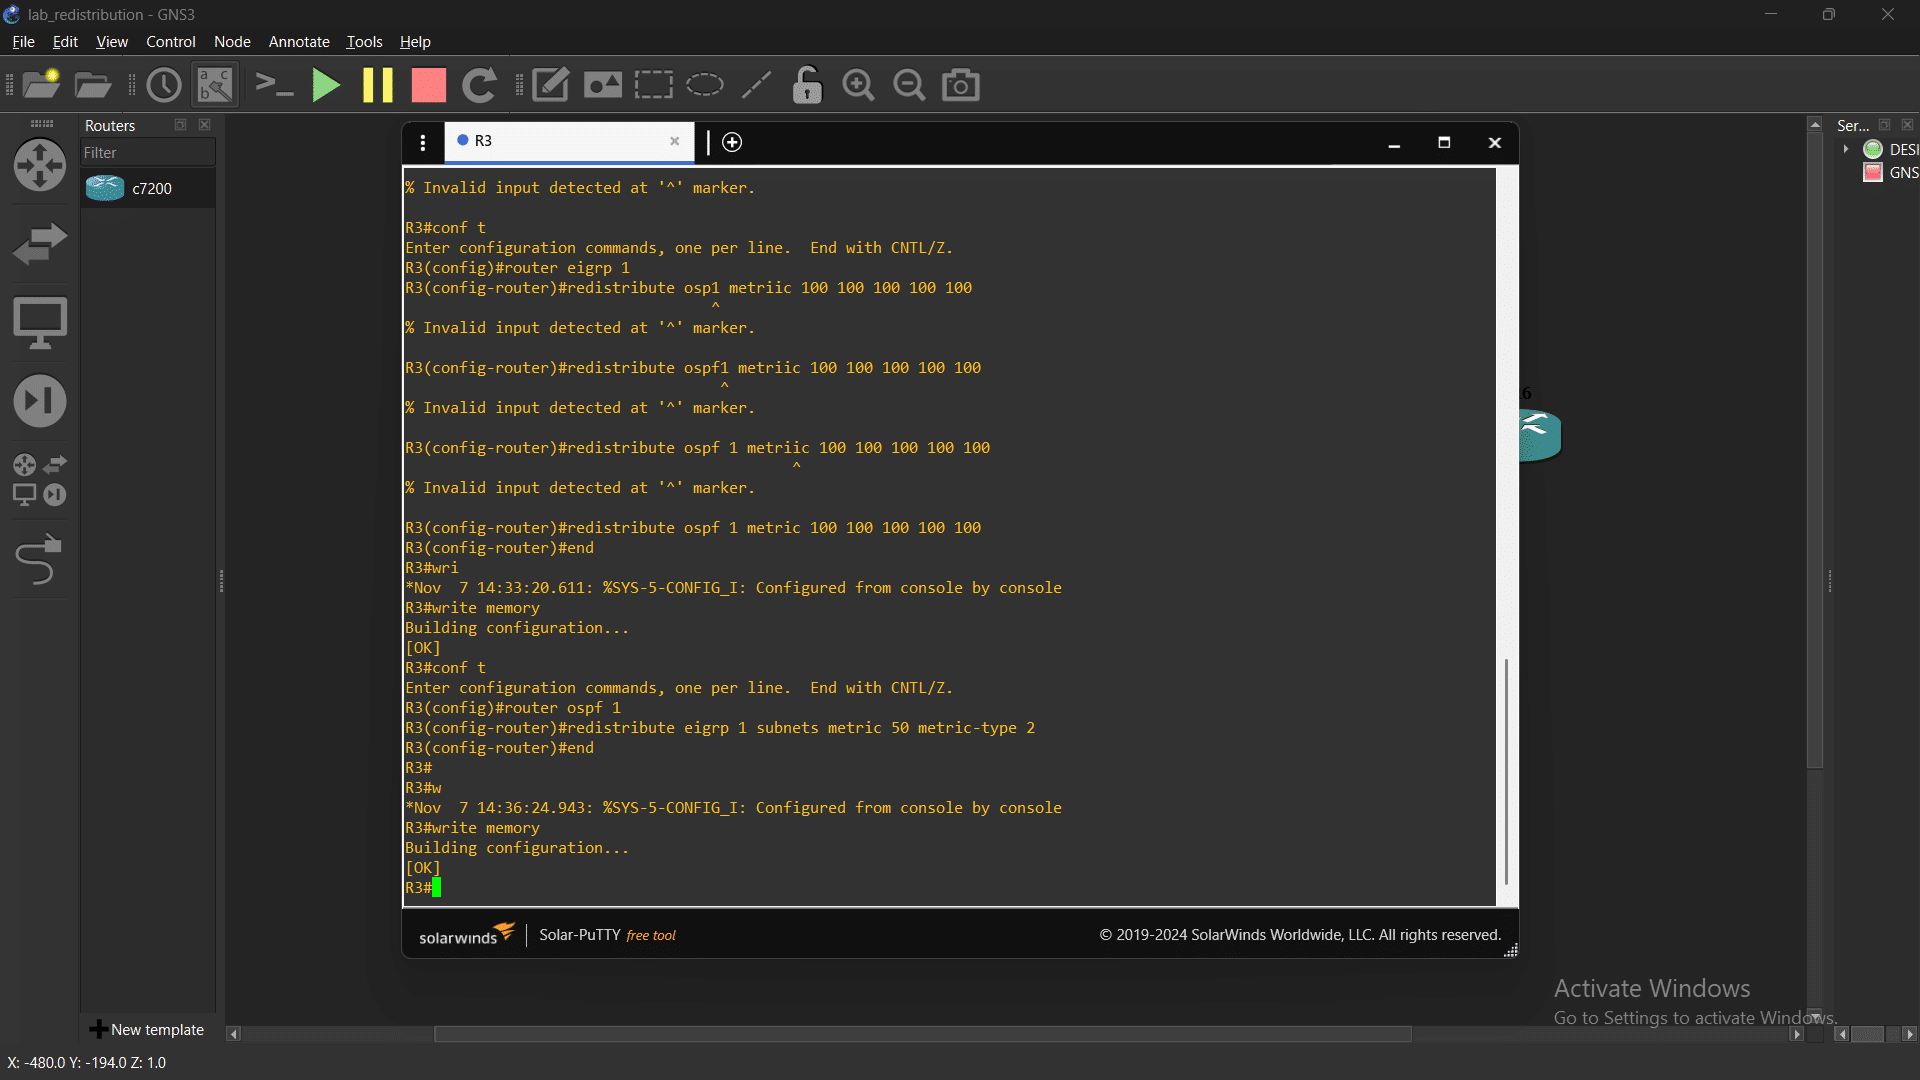 lab_redistribution - GNS3
File Edit View Control Node Annotate Tools Help
Routers
Filter
c7200
New template
X: -480.0 Y: -194.0 Z: 1.0
R3
% Invalid input detected at '^' marker.
R3#conf t
Enter configuration commands, one per line.  End with CNTL/Z.
R3(config)#router eigrp 1
R3(config-router)#redistribute osp1 metriic 100 100 100 100 100
^
% Invalid input detected at '^' marker.
R3(config-router)#redistribute ospf1 metriic 100 100 100 100 100
^
% Invalid input detected at '^' marker.
R3(config-router)#redistribute ospf 1 metriic 100 100 100 100 100
^
% Invalid input detected at '^' marker.
R3(config-router)#redistribute ospf 1 metric 100 100 100 100 100
R3(config-router)#end
R3#wri
*Nov  7 14:33:20.611: %SYS-5-CONFIG_I: Configured from console by console
R3#write memory
Building configuration...
[OK]
R3#conf t
Enter configuration commands, one per line.  End with CNTL/Z.
R3(config)#router ospf 1
R3(config-router)#redistribute eigrp 1 subnets metric 50 metric-type 2
R3(config-router)#end
R3#
R3#w
*Nov  7 14:36:24.943: %SYS-5-CONFIG_I: Configured from console by console
R3#write memory
Building configuration...
[OK]
R3#
solarwinds Solar-PuTTY free tool
© 2019-2024 SolarWinds Worldwide, LLC. All rights reserved.
6
Ser...
DES
GNS
Activate Windows
Go to Settings to activate Windows.